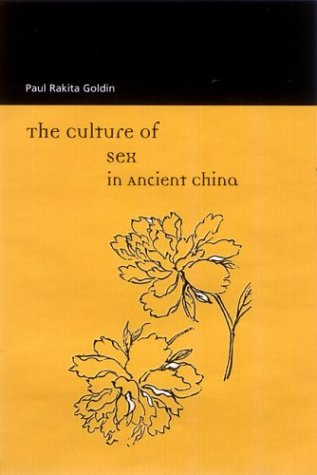 Paul Rakita Goldin
The Culture of
Sex
in Ancient China